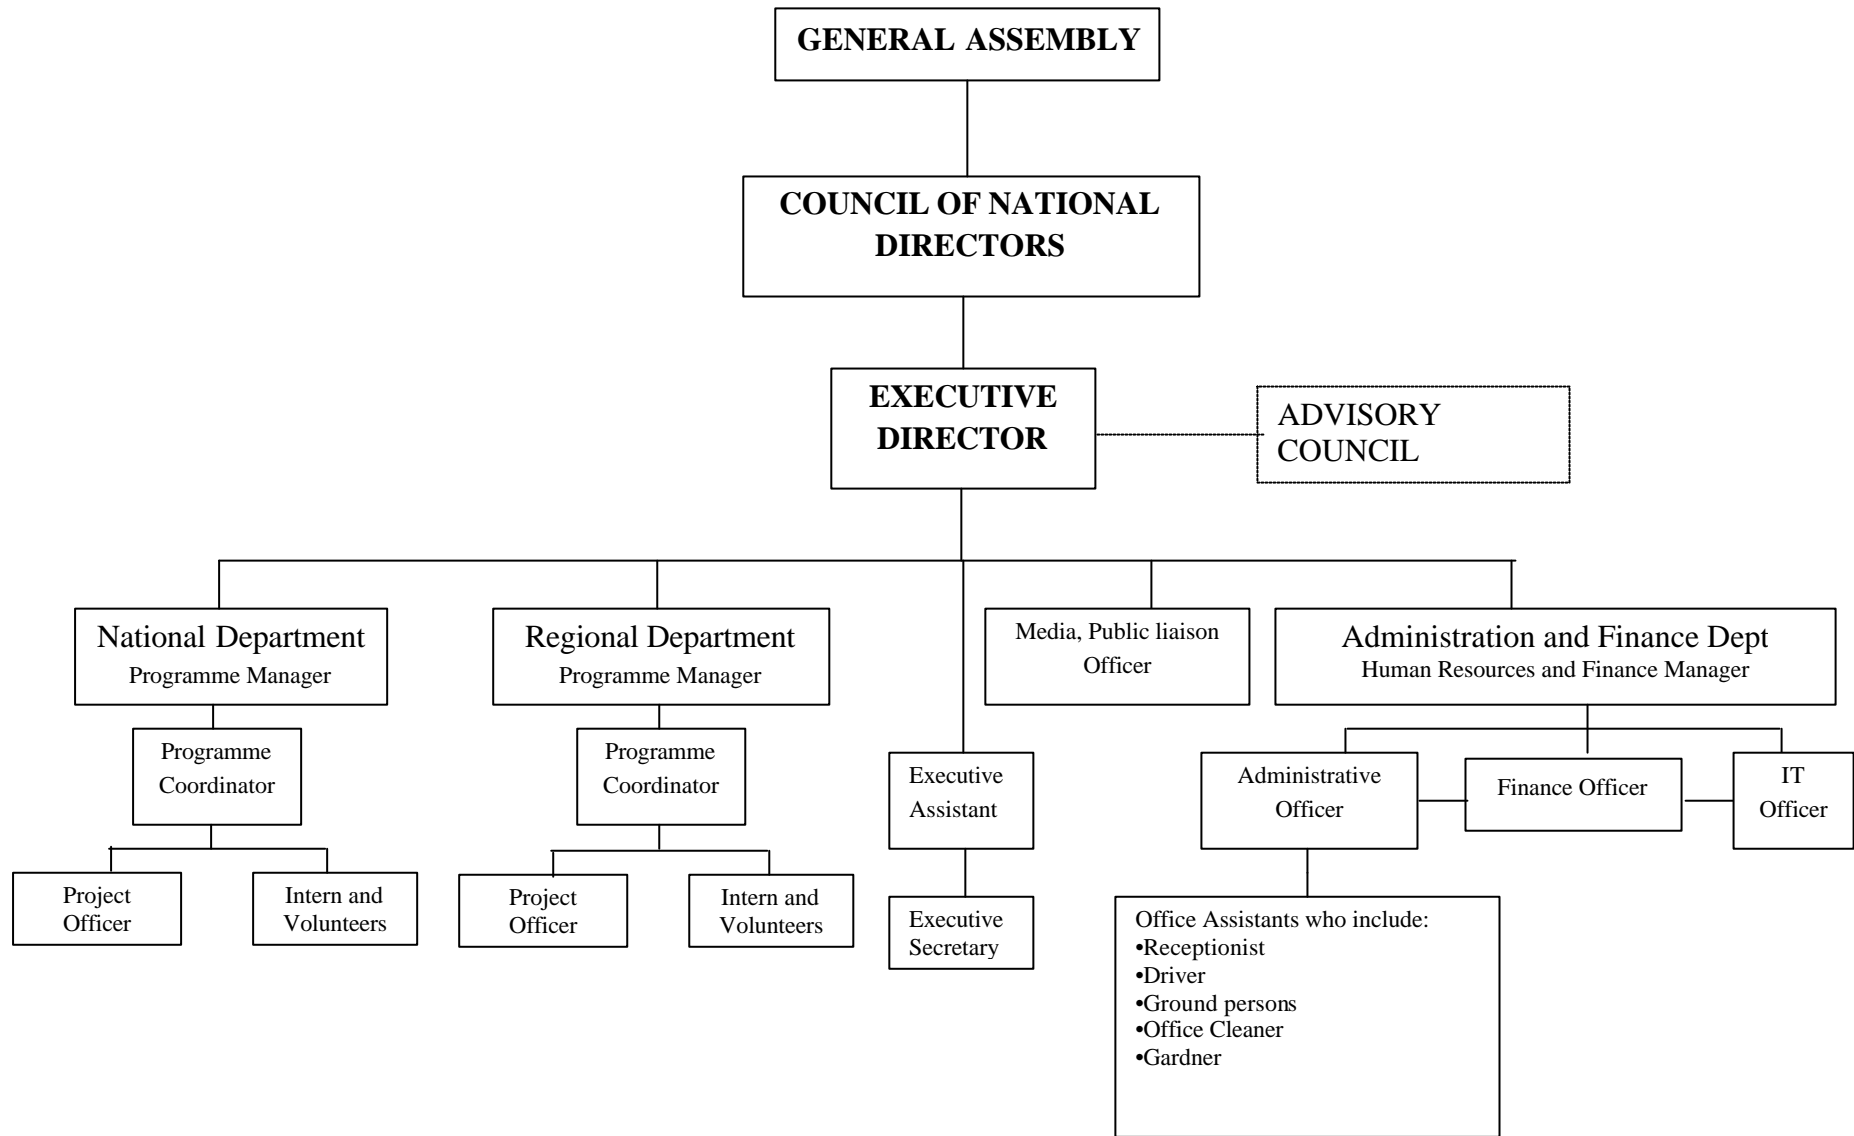 GENERAL ASSEMBLY
COUNCIL OF NATIONAL
DIRECTORS
EXECUTIVE
DIRECTOR
ADVISORY
COUNCIL
National Department
Programme Manager
Regional Department
Programme Manager
Media, Public liaison
Officer
Administration and Finance Dept
Human Resources and Finance Manager
Programme
Coordinator
Programme
Coordinator
Executive
Assistant
Administrative
Officer
Finance Officer
IT
Officer
Project
Officer
Intern and
Volunteers
Project
Officer
Intern and
Volunteers
Executive
Secretary
Office Assistants who include:
•Receptionist
•Driver
•Ground persons
•Office Cleaner
•Gardner